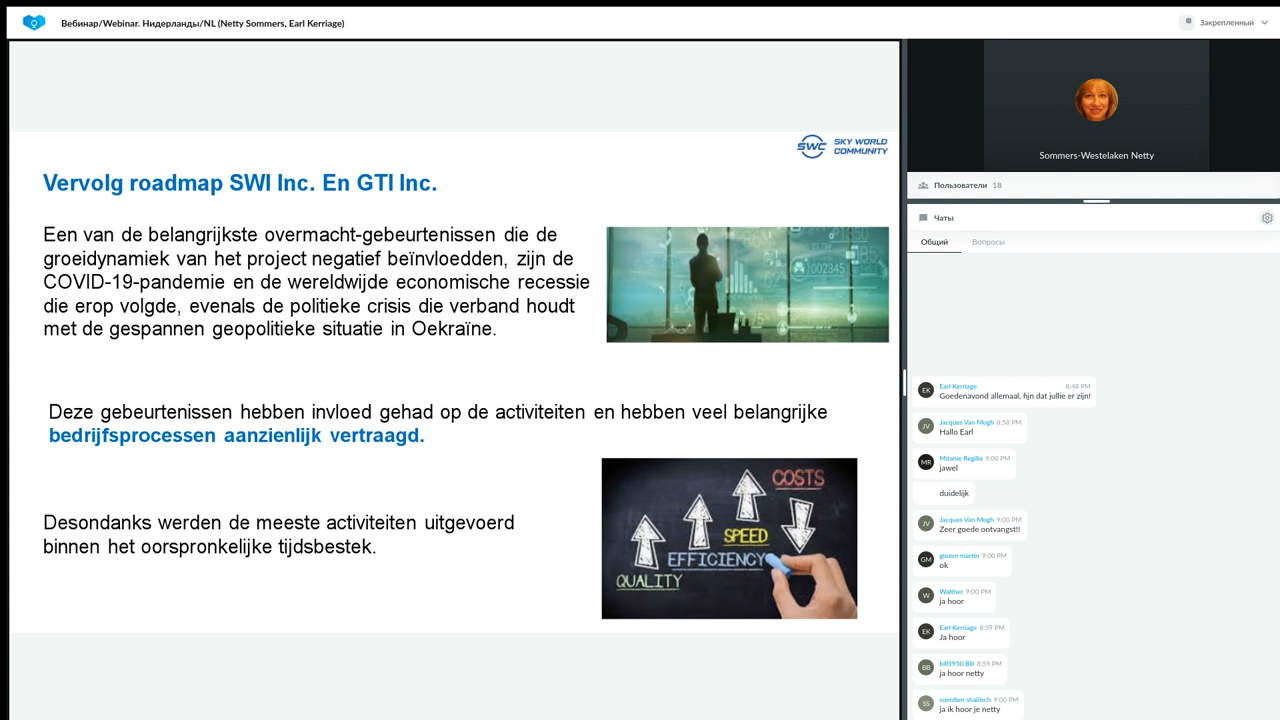 Вебинар/Webinar. Нидерланды/NL (Netty Sommers, Earl Kerriage)
Закрепленный
SWC SKY WORLD
COMMUNITY
Vervolg roadmap SWI Inc. En GTI Inc.
Een van de belangrijkste overmacht-gebeurtenissen die de
groeidynamiek van het project negatief beïnvloedden, zijn de
COVID-19-pandemie en de wereldwijde economische recessie
die erop volgde, evenals de politieke crisis die verband houdt
met de gespannen geopolitieke situatie in Oekraïne.
1002345
Deze gebeurtenissen hebben invloed gehad op de activiteiten en hebben veel belangrijke
bedrijfsprocessen aanzienlijk vertraagd.
Desondanks werden de meeste activiteiten uitgevoerd
binnen het oorspronkelijke tijdsbestek.
COSTS
SPEED
EFFICIENCY
QUALITY
Sommers-Westelaken Netty
Пользователи 18
Чаты
Общий Вопросы
EK Earl Kerriage 8:48 PM
Goedenavond allemaal, fijn dat jullie er zijn!
JV Jacques Van Mogh 8:58 PM
Hallo Earl
MR Mitanie Regilla 9:00 PM
jawel
duidelijk
JV Jacques Van Mogh 9:00 PM
Zeer goede ontvangst!!
GM giezen martin 9:00 PM
ok
W Walther 9:00 PM
ja hoor
EK Earl Kerriage 8:59 PM
Ja hoor
BB bill1950 Bill 8:59 PM
ja hoor netty
SS soerdien shailisch 9:00 PM
ja ik hoor je netty